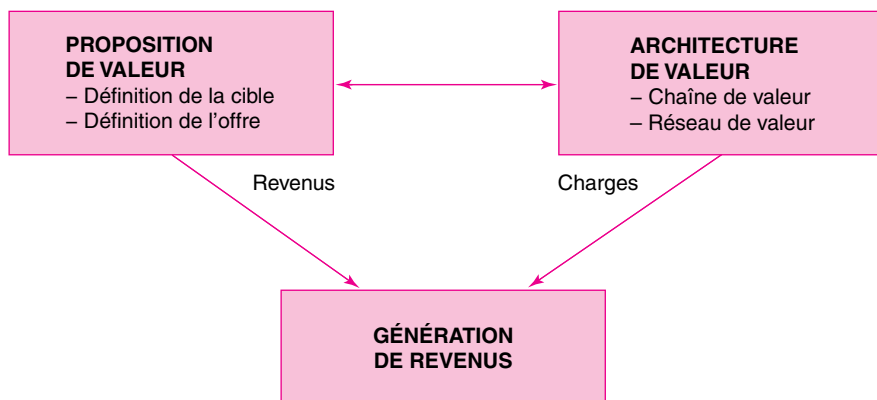 PROPOSITION
DE VALEUR
– Définition de la cible
– Définition de l'offre
ARCHITECTURE
DE VALEUR
– Chaîne de valeur
– Réseau de valeur
Revenus
Charges
GÉNÉRATION
DE REVENUS